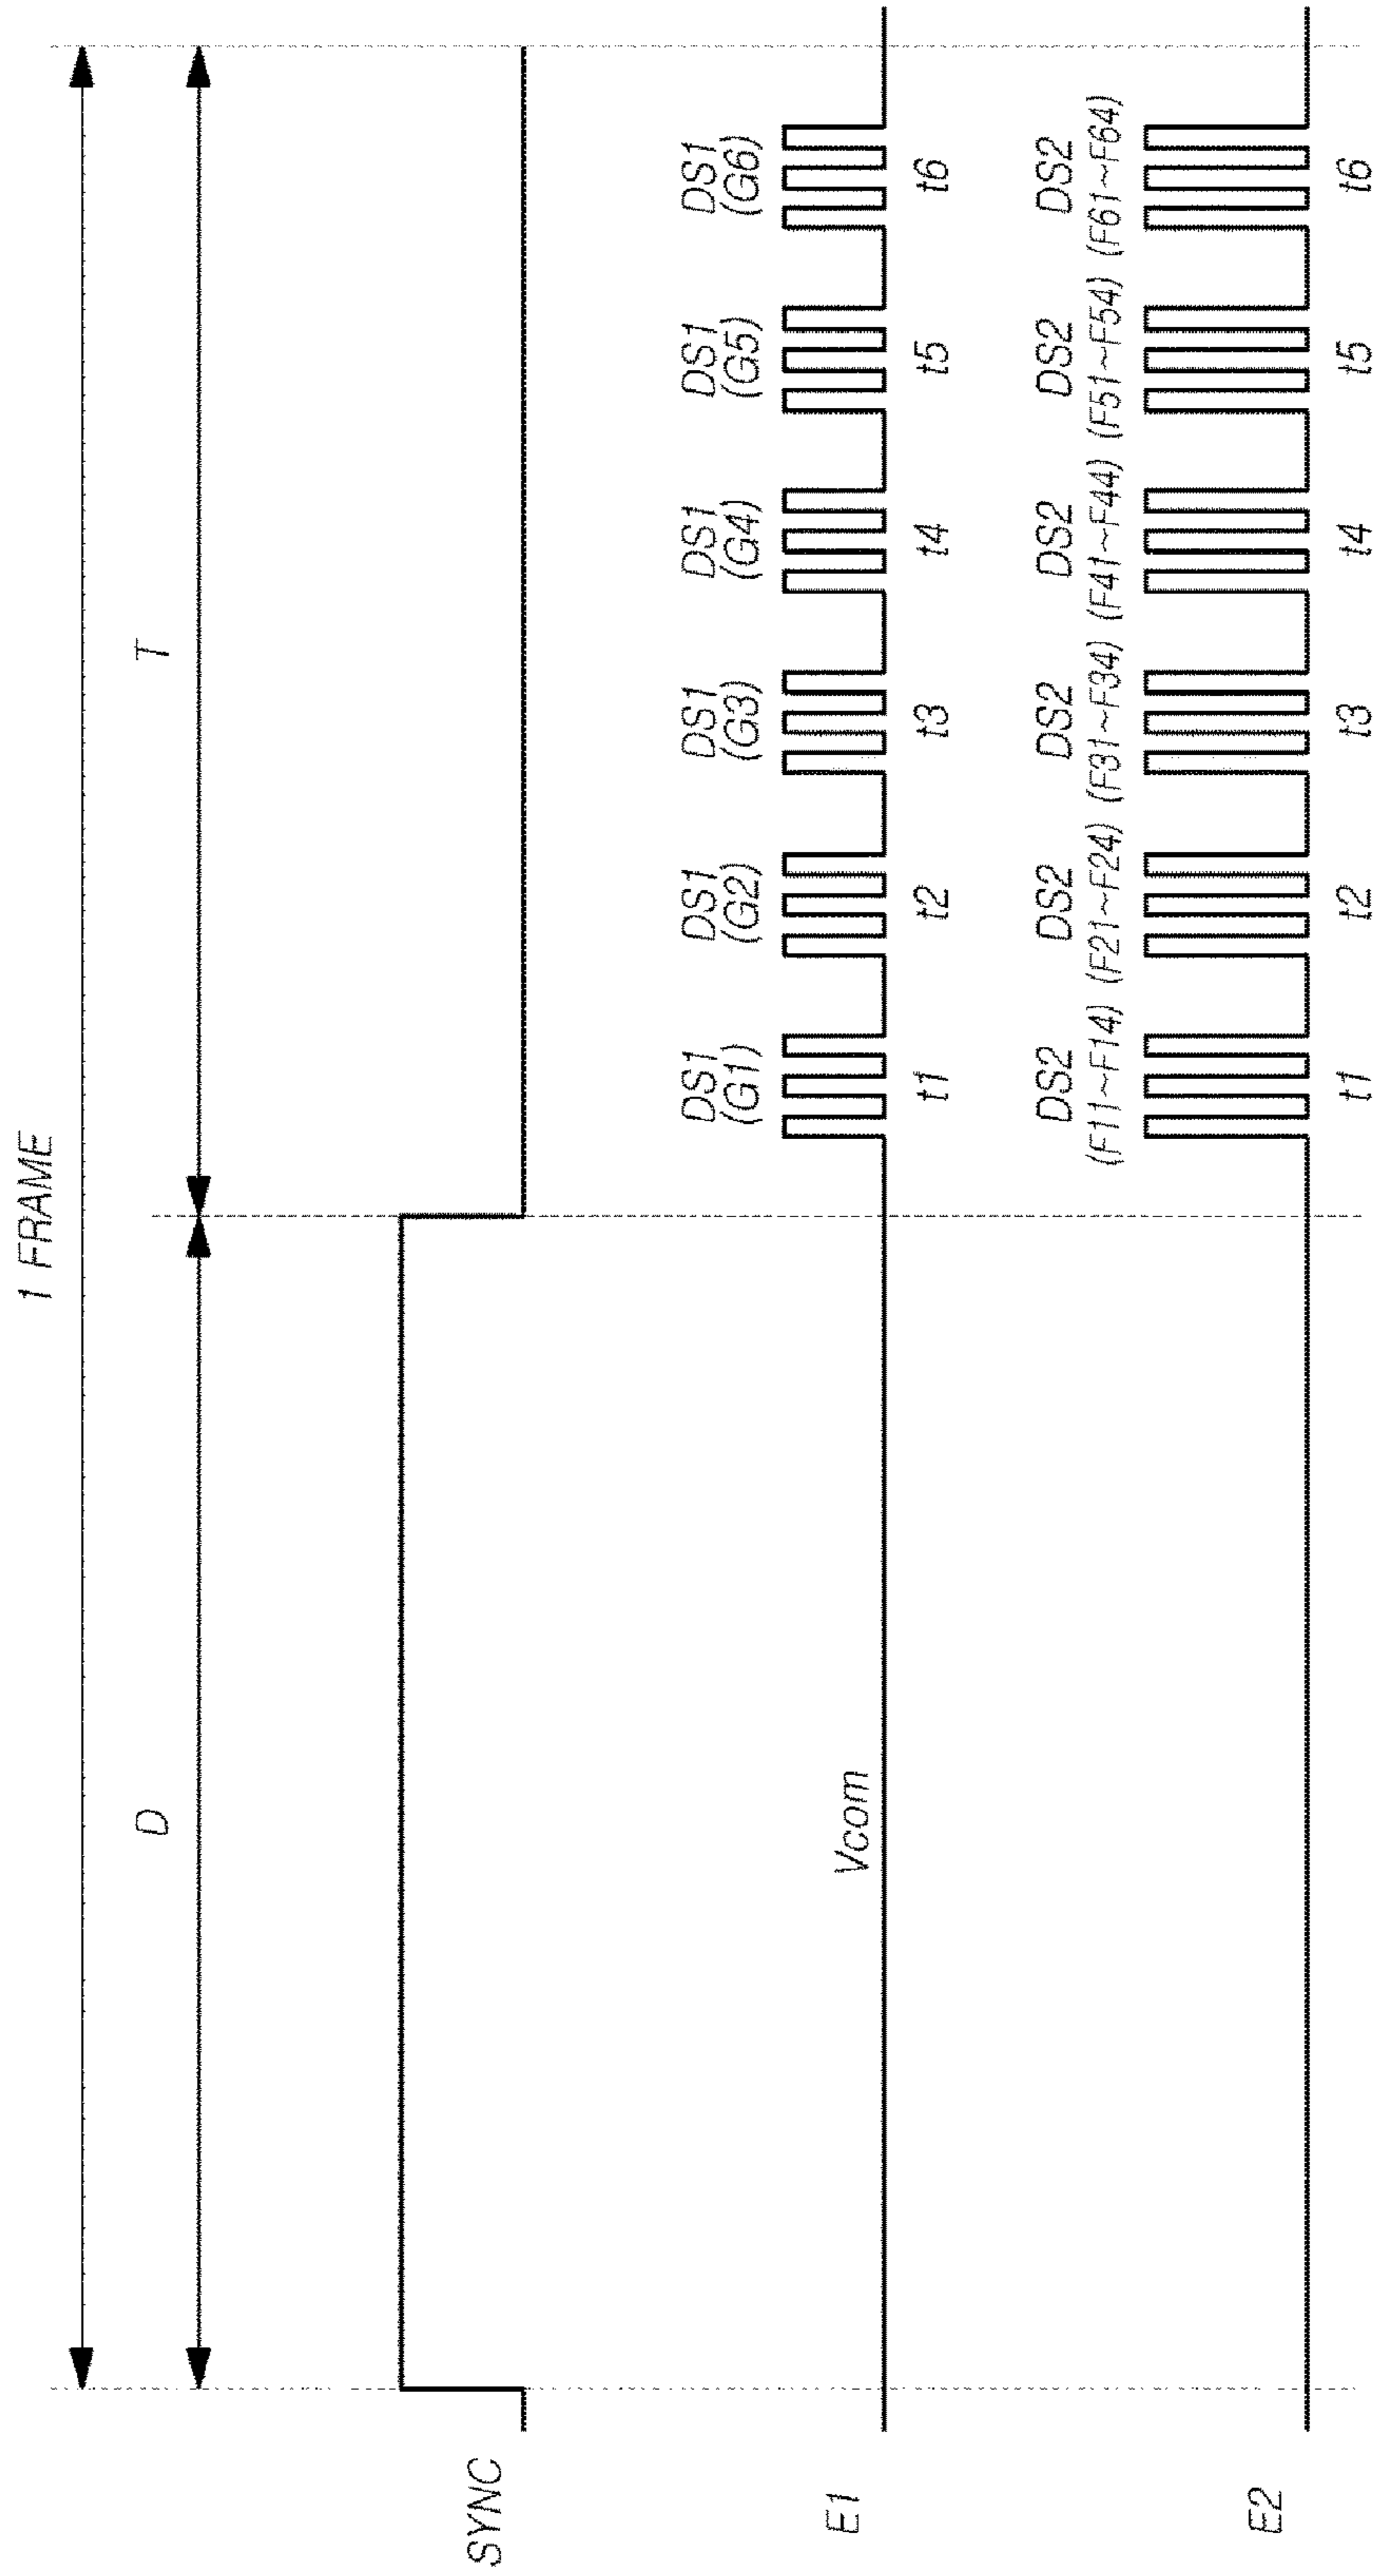 1 FRAME
D T
SYNC
DS1 DS1 DS1 DS1 DS1 DS1
(G1) (G2) (G3) (G4) (G5) (G6)
Vcom
E1
t1 t2 t3 t4 t5 t6
DS2 DS2 DS2 DS2 DS2 DS2
(F11~F14) (F21~F24) (F31~F34) (F41~F44) (F51~F54) (F61~F64)
E2
t1 t2 t3 t4 t5 t6